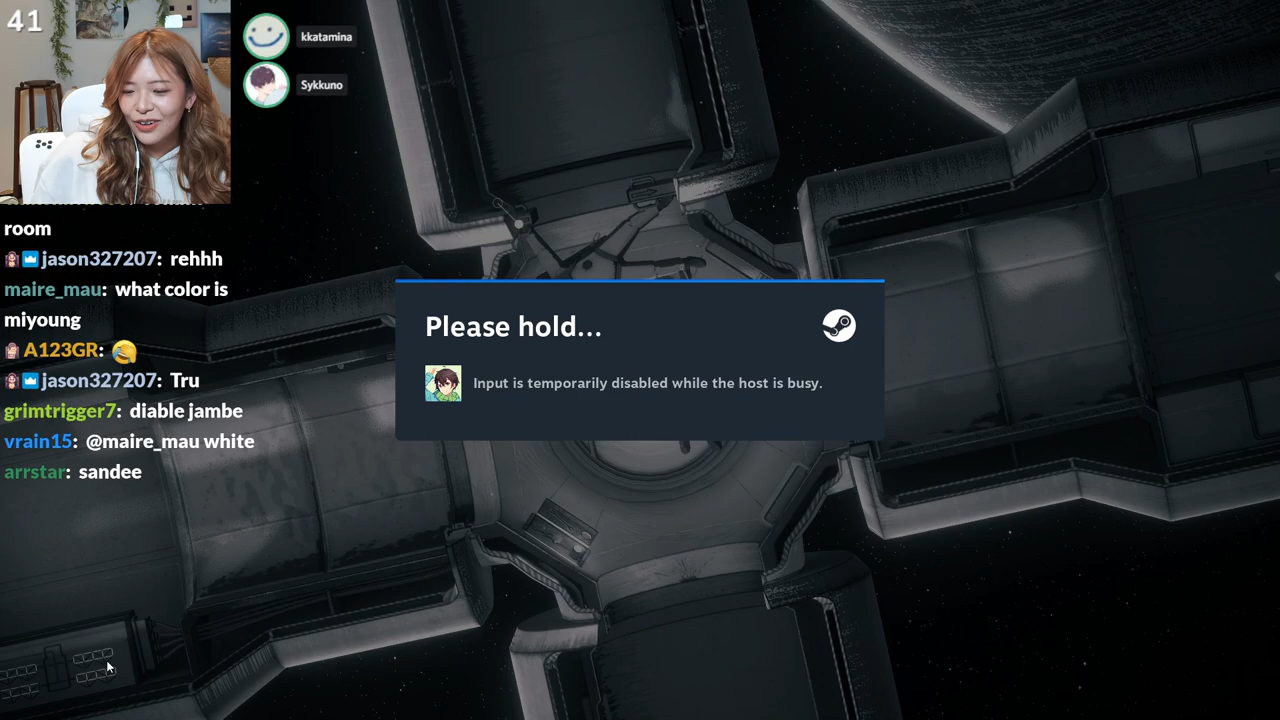 41
kkatamina
Sykkuno
room
jason327207: rehhh
maire_mau: what color is
miyoung
A123GR:
jason327207: Tru
grimtrigger7: diable jambe
vrain15: @maire_mau white
arrstar: sandee
Please hold...
Input is temporarily disabled while the host is busy.